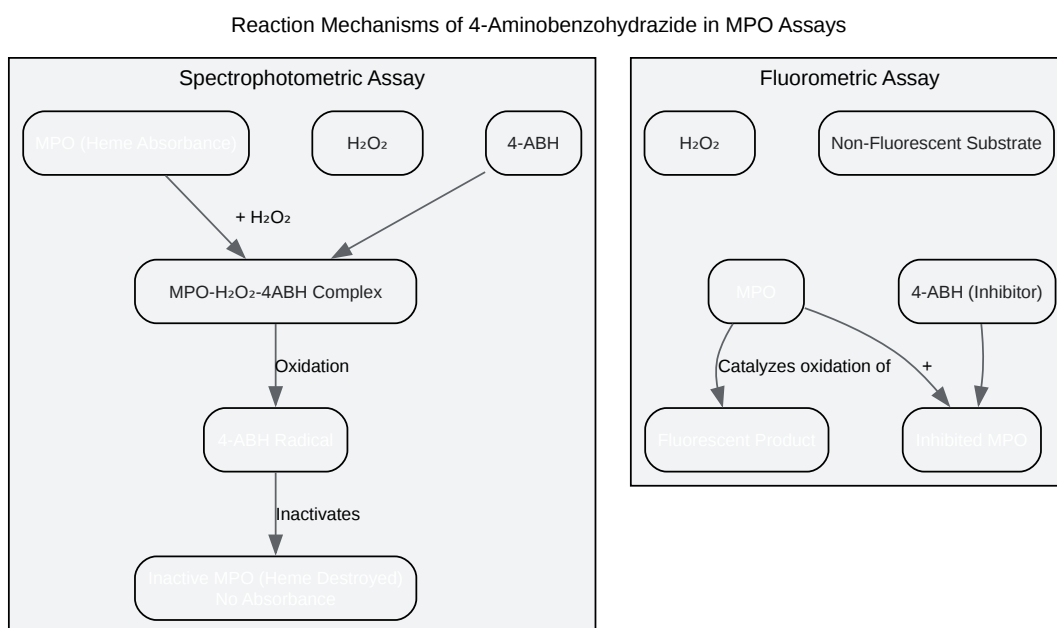 Reaction Mechanisms of 4-Aminobenzohydrazide in MPO Assays
Spectrophotometric Assay
MPO (Heme Absorbance)
H₂O₂
4-ABH
+ H₂O₂
MPO-H₂O₂-4ABH Complex
Oxidation
4-ABH Radical
Inactivates
Inactive MPO (Heme Destroyed)
No Absorbance
Fluorometric Assay
H₂O₂
Non-Fluorescent Substrate
MPO
4-ABH (Inhibitor)
Catalyzes oxidation of
+
Fluorescent Product
Inhibited MPO